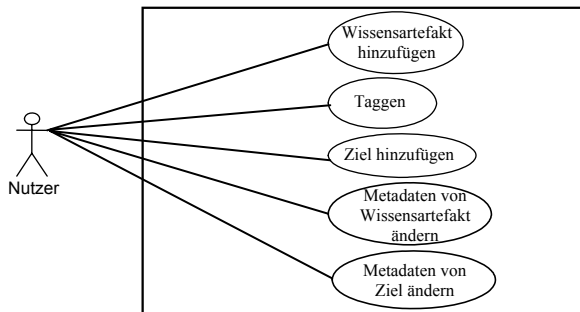 Wissensartefakt
hinzufügen
Taggen
Ziel hinzufügen
Nutzer
Metadaten von
Wissensartefakt
ändern
Metadaten von
Ziel ändern